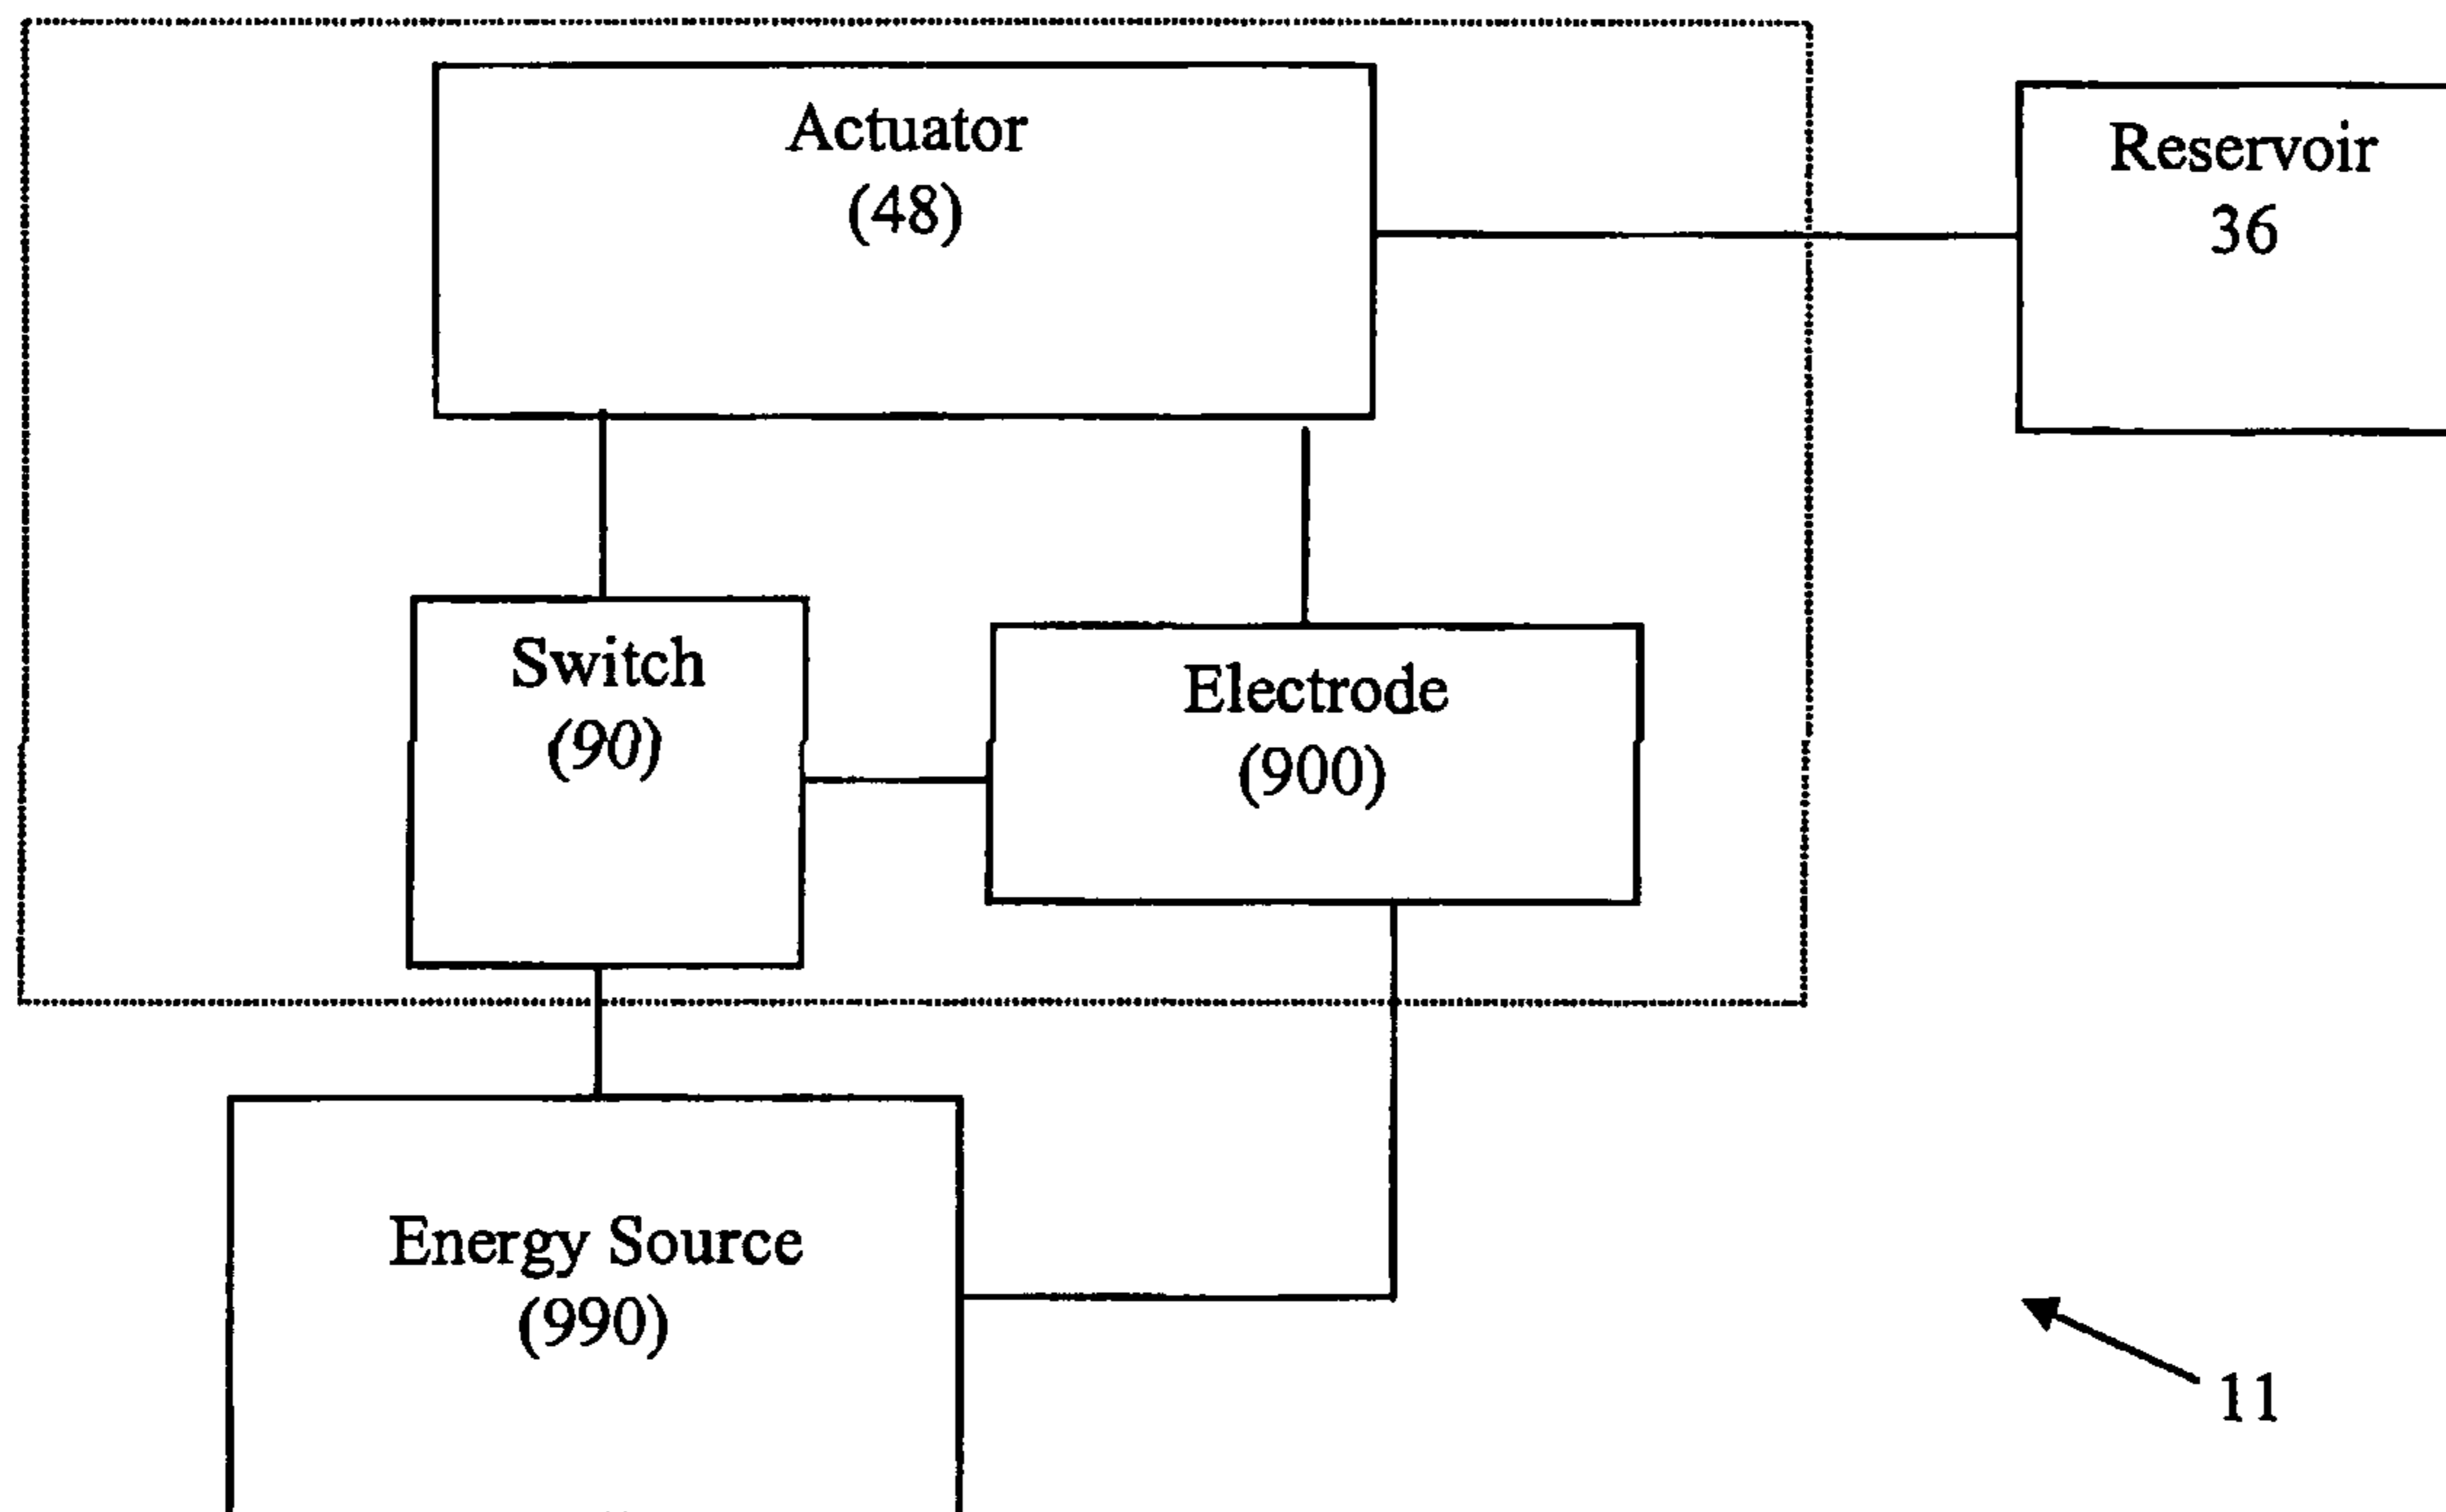 Actuator
(48)
Reservoir
36
Switch
(90)
Electrode
(900)
Energy Source
(990)
11